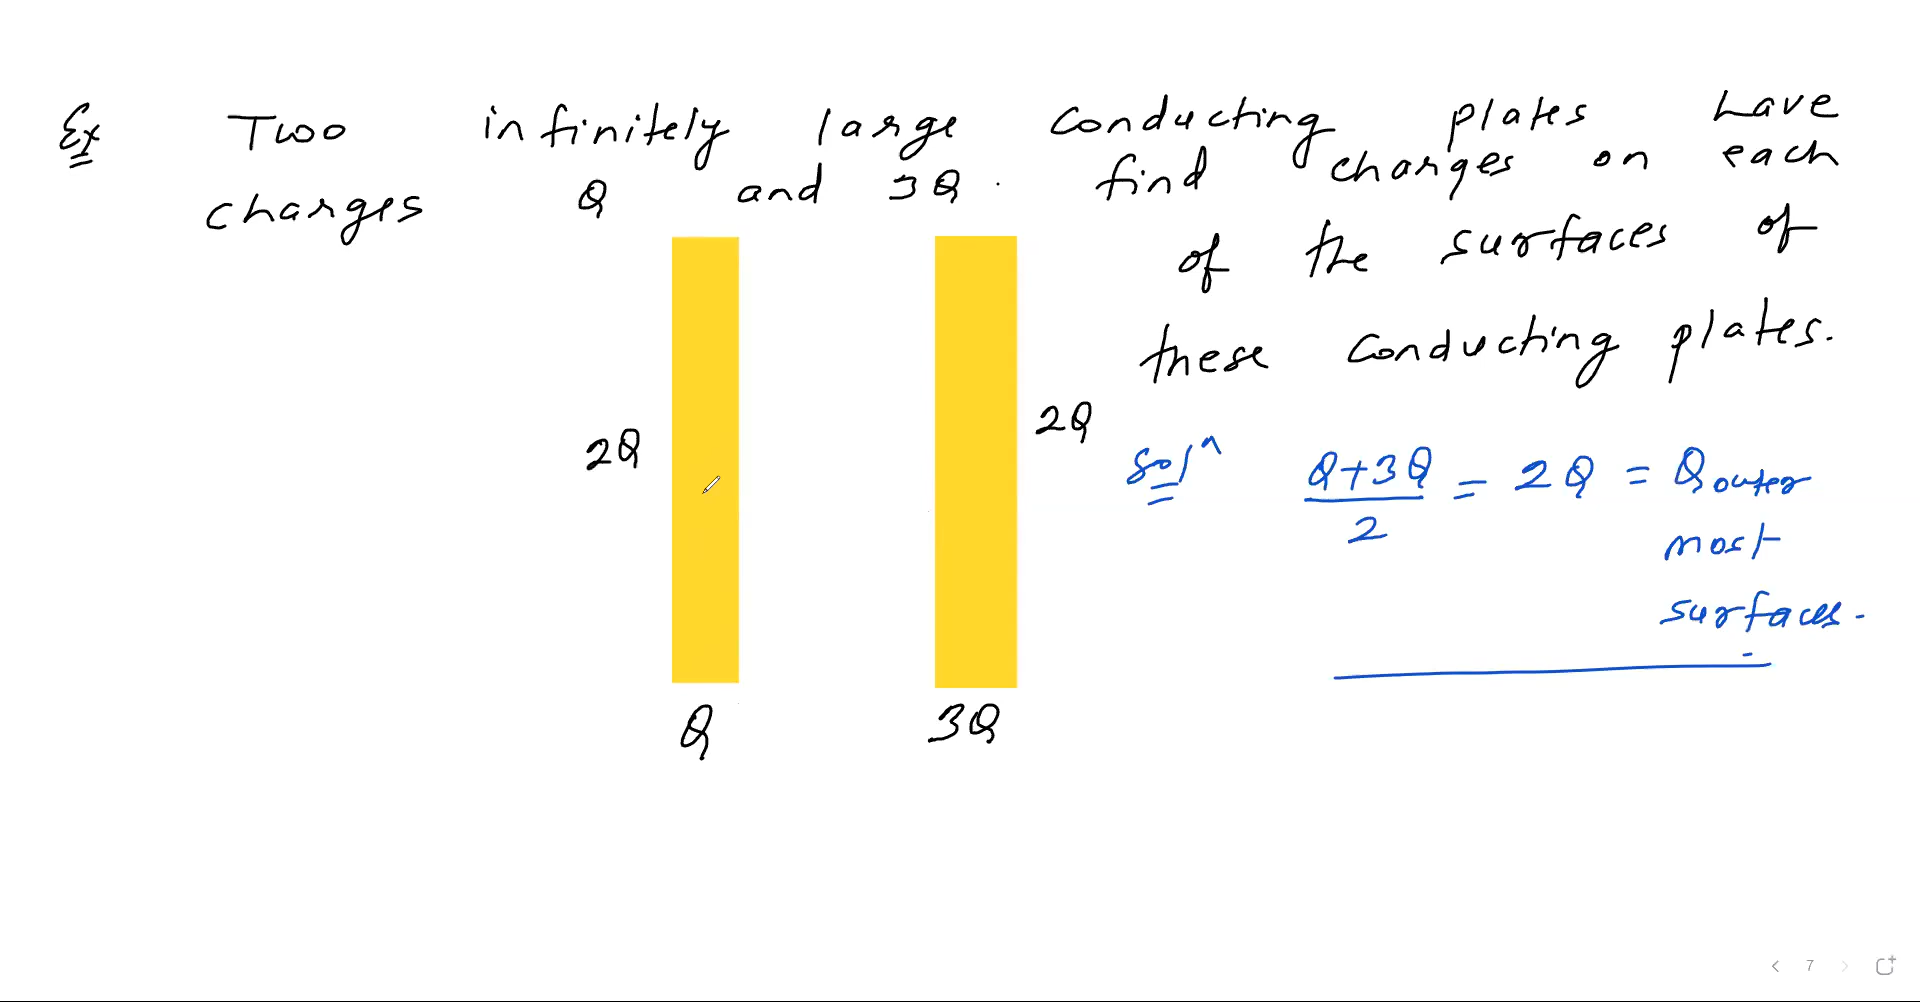 Ex Two infinitely large conducting plates have
charges Q and 3Q. find charges on each
of the surfaces of
these conducting plates.
2Q
2Q
Solⁿ Q+3Q/2 = 2Q = Qouter
most
surfaces.
Q
3Q
7